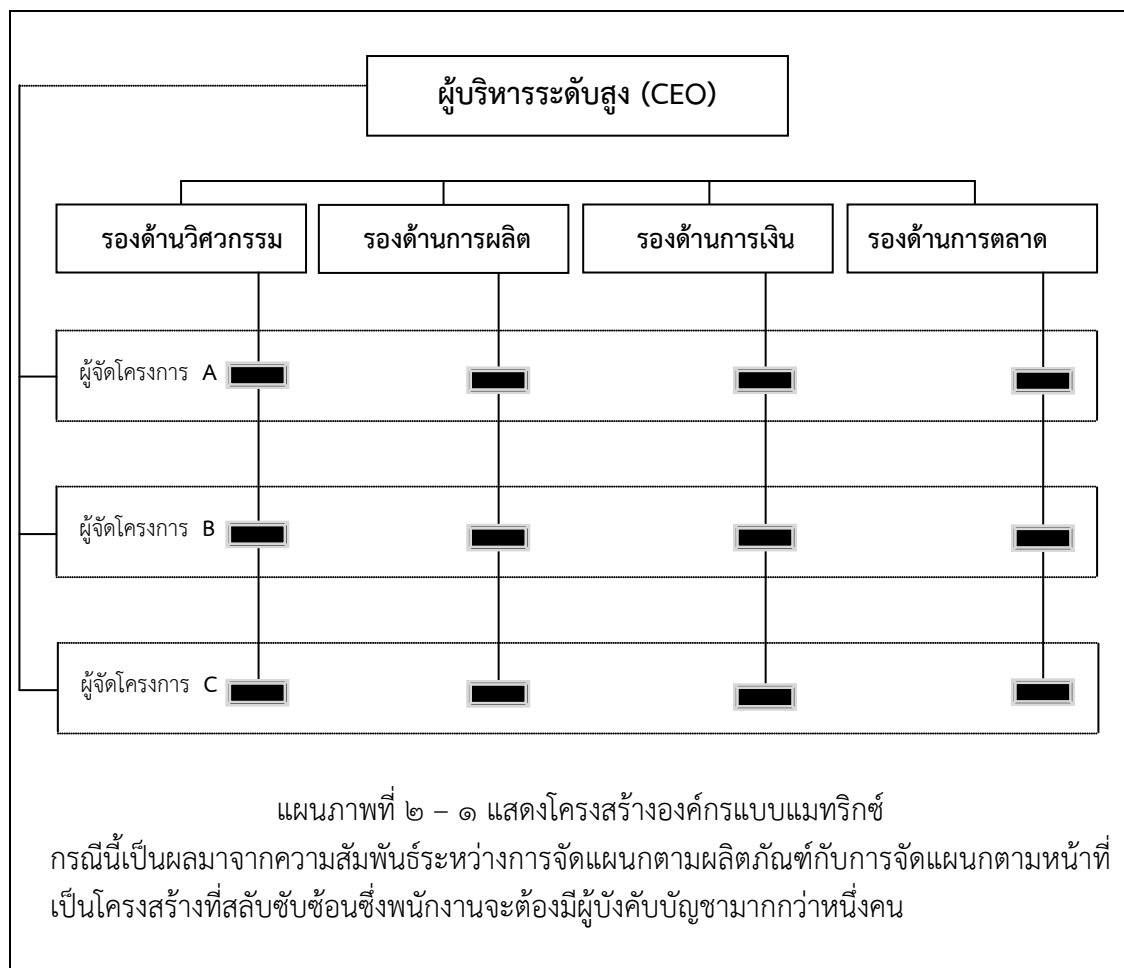 ผู้บริหารระดับสูง (CEO)
รองด้านวิศวกรรม
รองด้านการผลิต
รองด้านการเงิน
รองด้านการตลาด
ผู้จัดโครงการ A
ผู้จัดโครงการ B
ผู้จัดโครงการ C
แผนภาพที่ ๒ – ๑ แสดงโครงสร้างองค์กรแบบแมทริกซ์
กรณีนี้เป็นผลมาจากความสัมพันธ์ระหว่างการจัดแผนกตามผลิตภัณฑ์กับการจัดแผนกตามหน้าที่
เป็นโครงสร้างที่สลับซับซ้อนซึ่งพนักงานจะต้องมีผู้บังคับบัญชามากกว่าหนึ่งคน